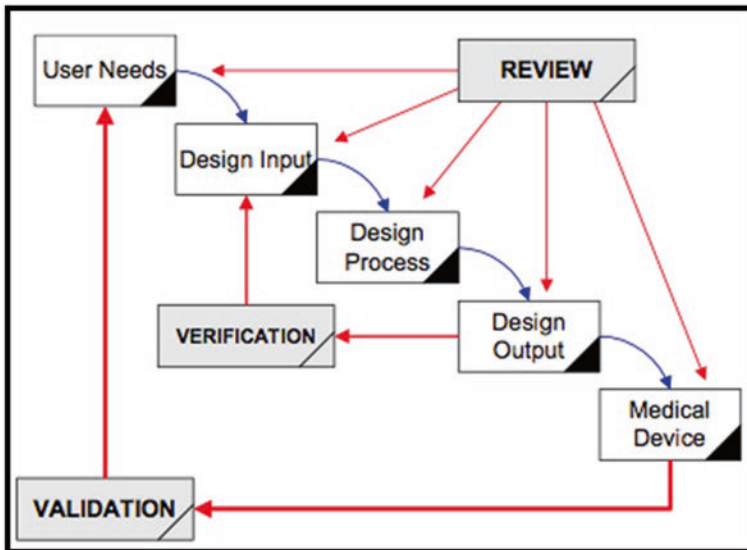 User Needs
REVIEW
Design Input
Design
Process
VERIFICATION
Design
Output
Medical
Device
VALIDATION